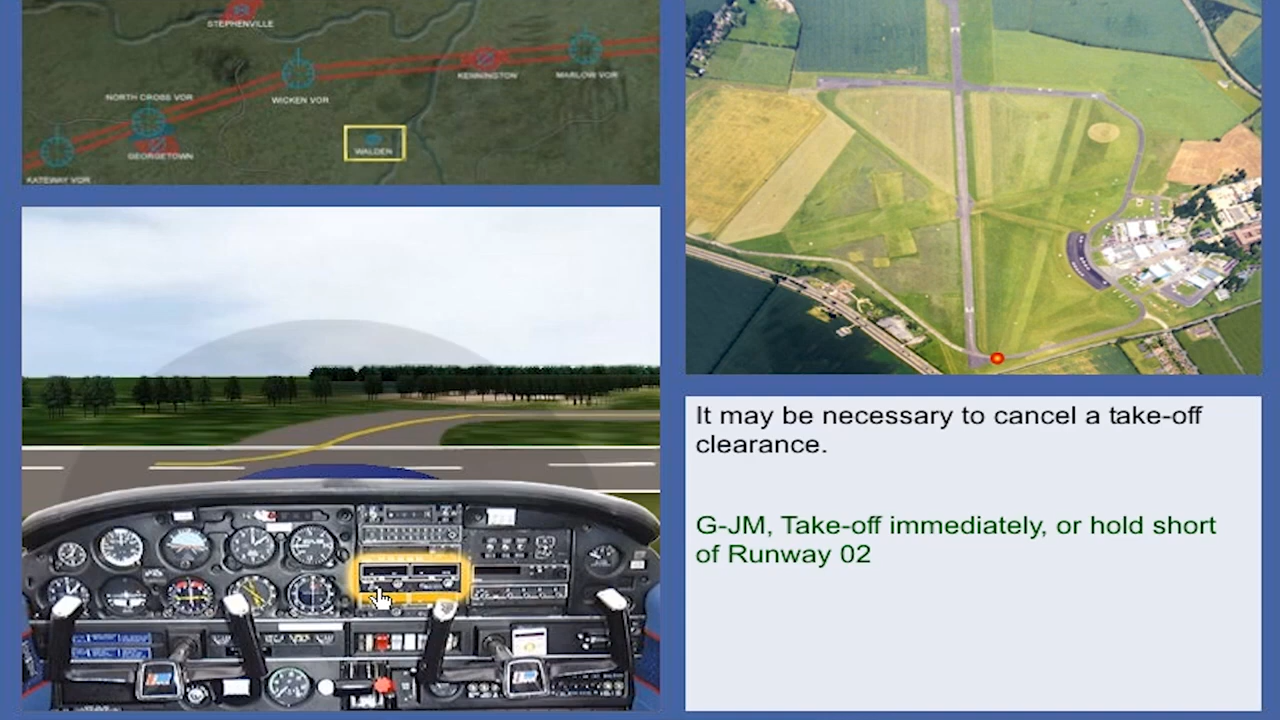 STEPHENVILLE
KENNINGTON
MARLOW VOR
NORTH CROSS VOR
WICKEN VOR
GEORGETOWN
WALDEN
KATEWAY VOR
It may be necessary to cancel a take-off
clearance.
G-JM, Take-off immediately, or hold short
of Runway 02